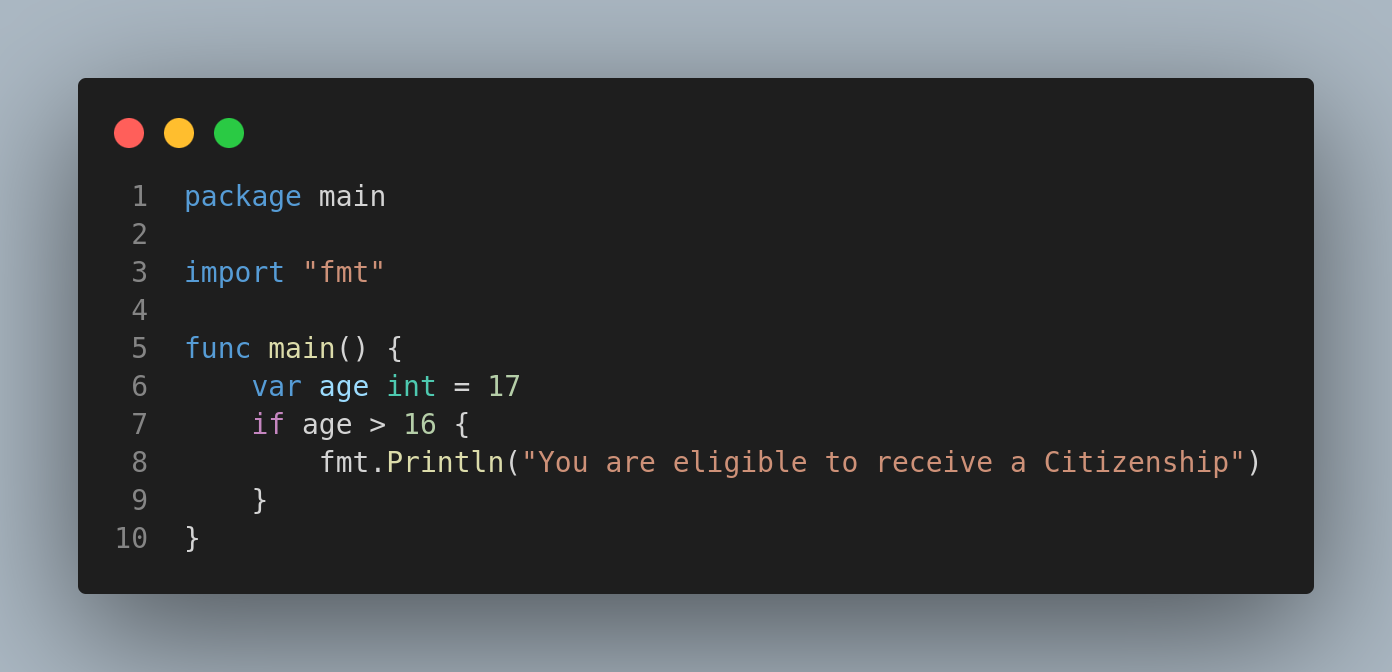 1 package main
2
3 import "fmt"
4
5 func main() {
6     var age int = 17
7     if age > 16 {
8         fmt.Println("You are eligible to receive a Citizenship")
9     }
10 }